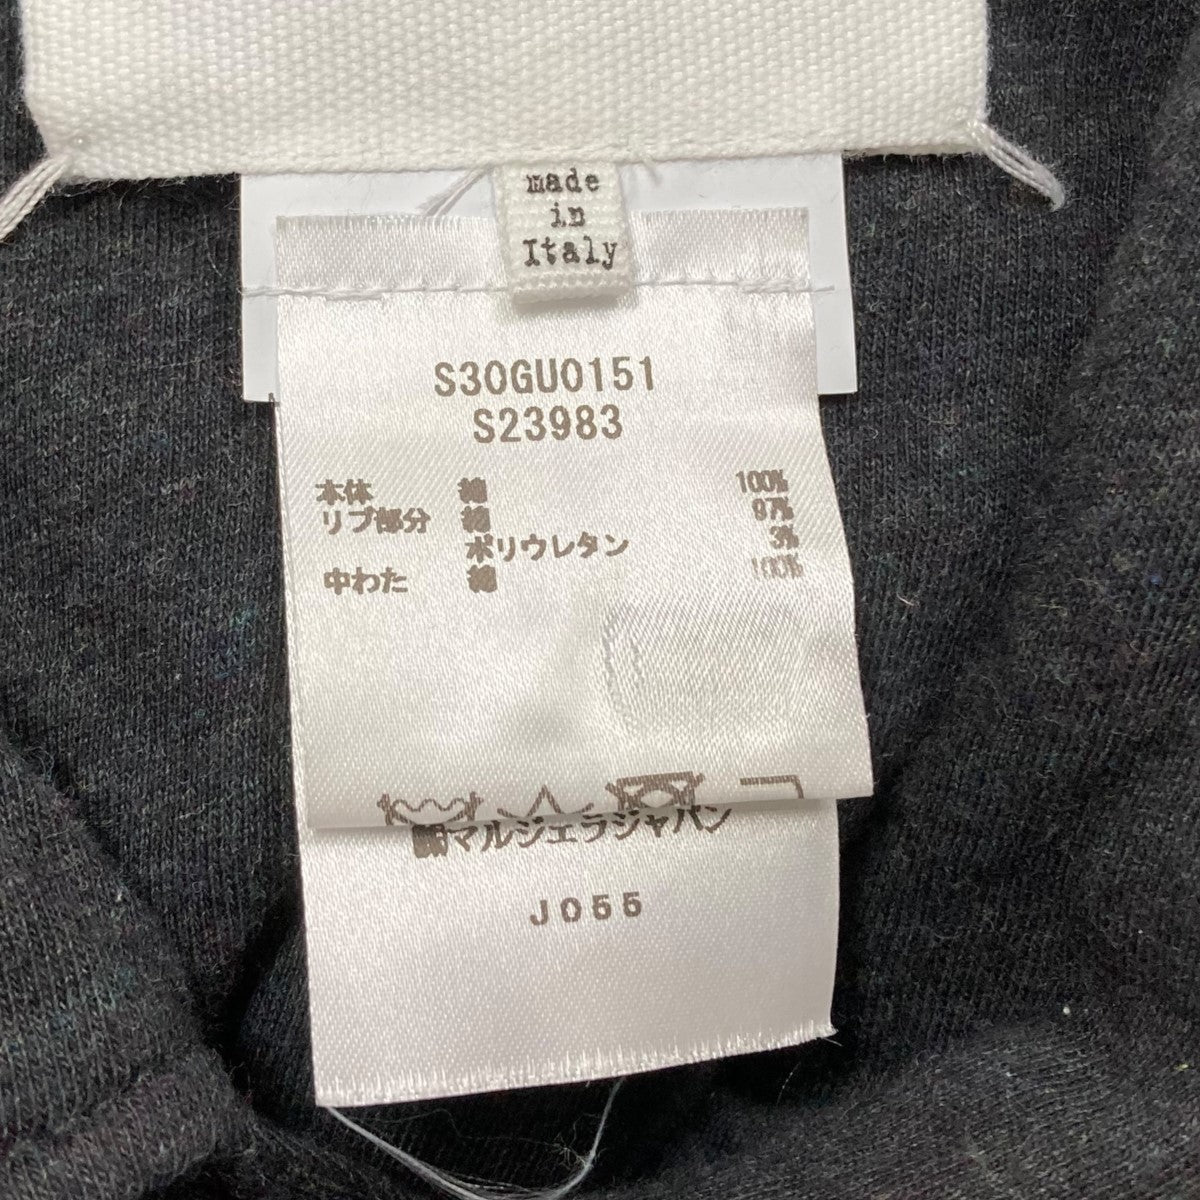 made
in
Italy
S30GU0151
S23983
本体 綿 100%
リブ部分 綿 97%
ポリウレタン 3%
中わた 綿 100%
㈱マルジェラジャパン
J055